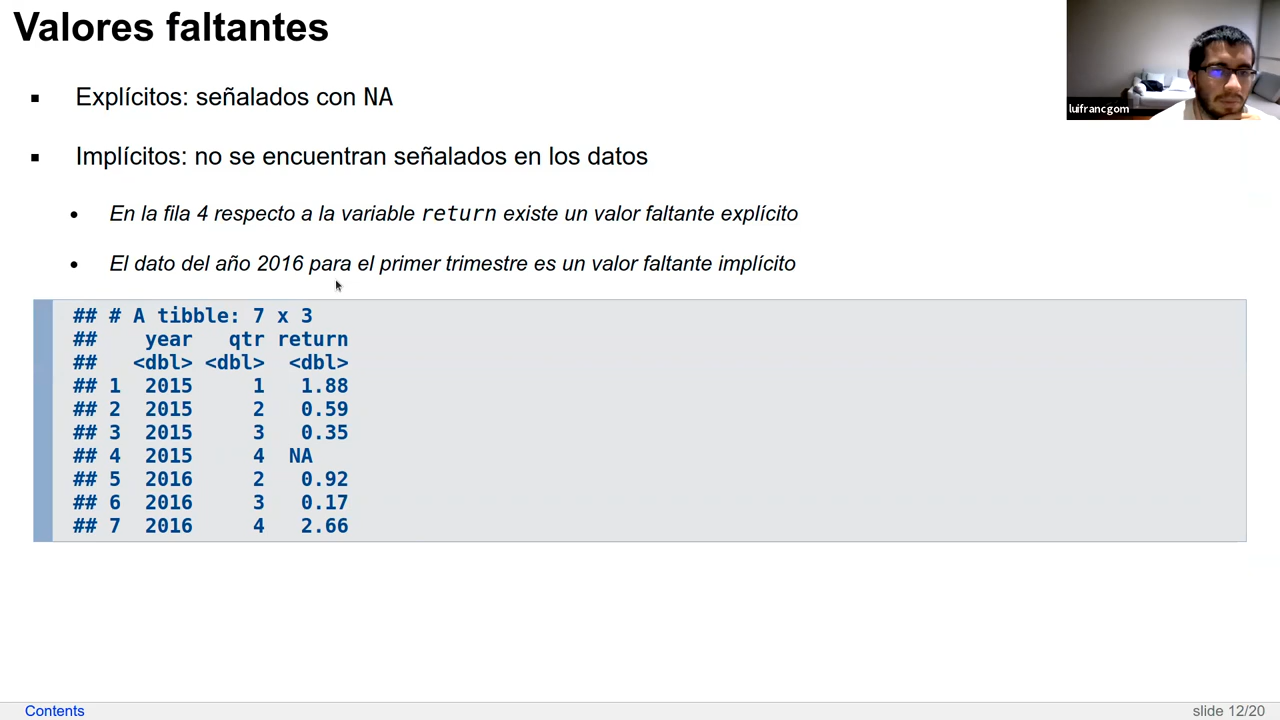 Valores faltantes
▪ Explícitos: señalados con NA
▪ Implícitos: no se encuentran señalados en los datos
• En la fila 4 respecto a la variable return existe un valor faltante explícito
• El dato del año 2016 para el primer trimestre es un valor faltante implícito
## # A tibble: 7 x 3
##    year   qtr return
##   <dbl> <dbl>  <dbl>
## 1  2015     1   1.88
## 2  2015     2   0.59
## 3  2015     3   0.35
## 4  2015     4  NA
## 5  2016     2   0.92
## 6  2016     3   0.17
## 7  2016     4   2.66
luifrancgom
Contents
slide 12/20